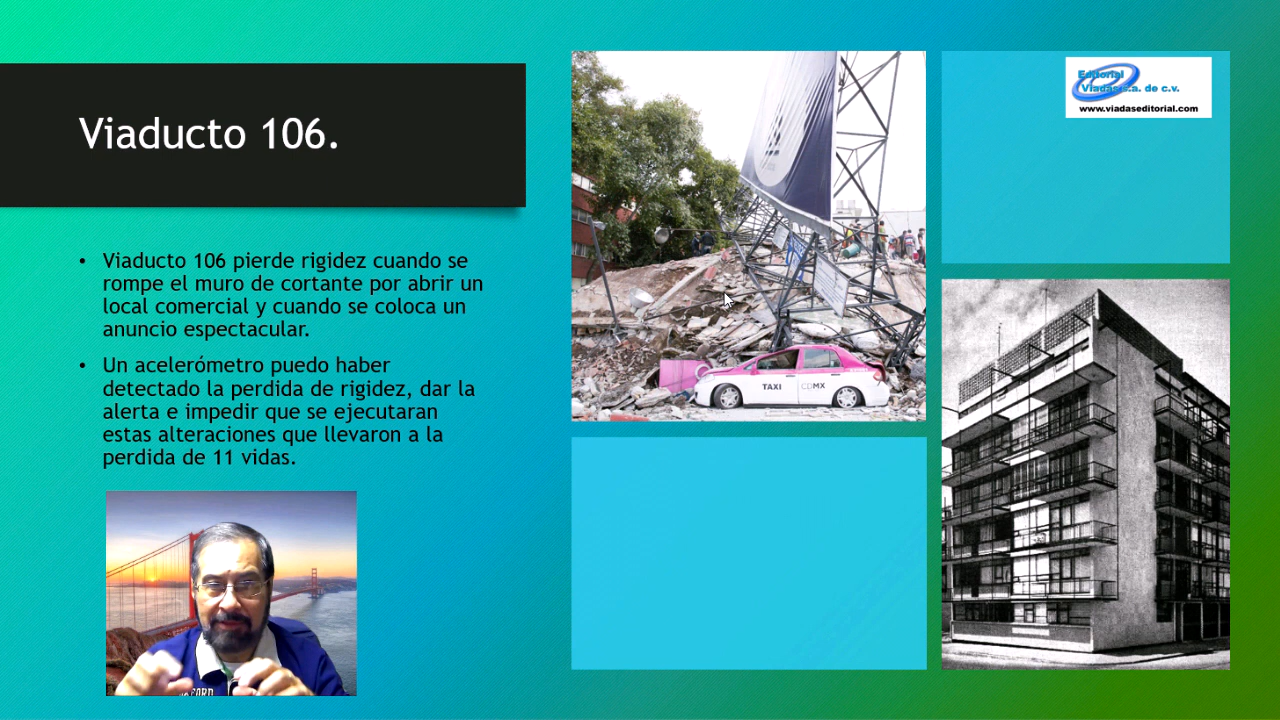 Viaducto 106.
• Viaducto 106 pierde rigidez cuando se
rompe el muro de cortante por abrir un
local comercial y cuando se coloca un
anuncio espectacular.
• Un acelerómetro puedo haber
detectado la perdida de rigidez, dar la
alerta e impedir que se ejecutaran
estas alteraciones que llevaron a la
perdida de 11 vidas.
TAXI CDMX
Editorial
Viadas s.a. de c.v.
www.viadaseditorial.com